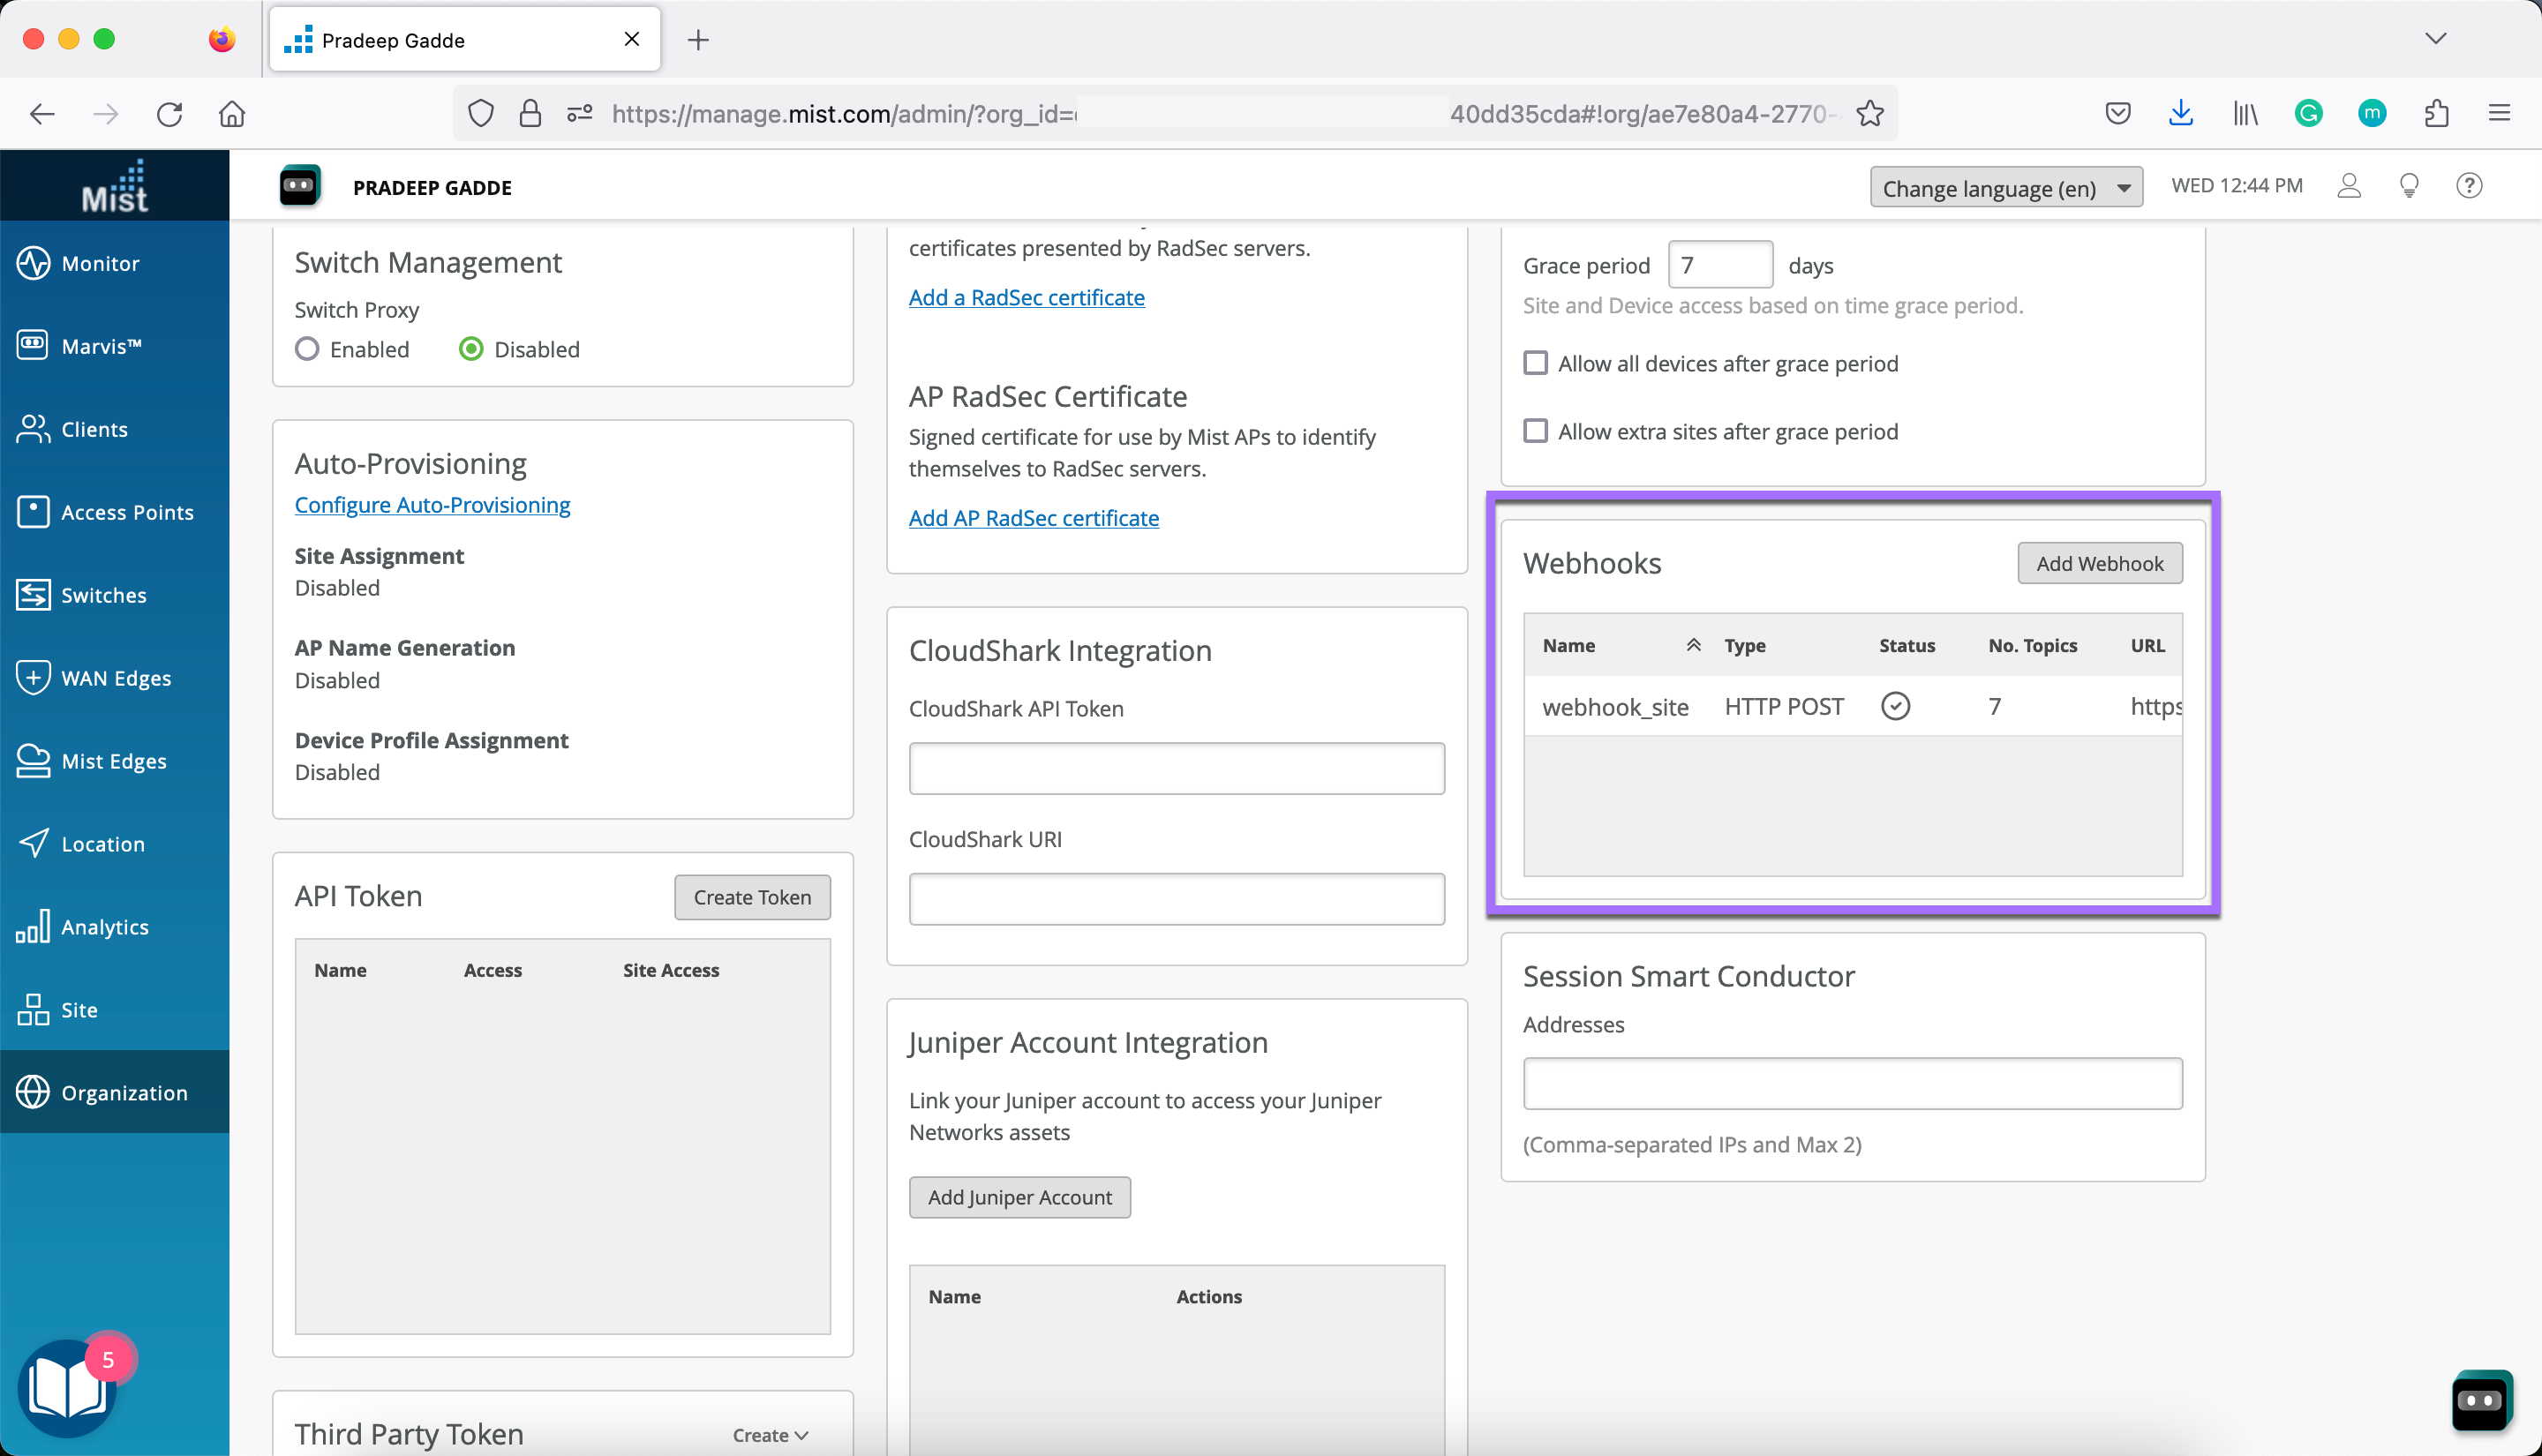 Pradeep Gadde
https://manage.mist.com/admin/?org_id= 40dd35cda#!org/ae7e80a4-2770-
Mist
PRADEEP GADDE
Change language (en)
WED 12:44 PM
Monitor
Marvis™
Clients
Access Points
Switches
WAN Edges
Mist Edges
Location
Analytics
Site
Organization
5
Switch Management
Switch Proxy
Enabled Disabled
Auto-Provisioning
Configure Auto-Provisioning
Site Assignment
Disabled
AP Name Generation
Disabled
Device Profile Assignment
Disabled
API Token Create Token
Name Access Site Access
Third Party Token Create
certificates presented by RadSec servers.
Add a RadSec certificate
AP RadSec Certificate
Signed certificate for use by Mist APs to identify
themselves to RadSec servers.
Add AP RadSec certificate
CloudShark Integration
CloudShark API Token
CloudShark URI
Juniper Account Integration
Link your Juniper account to access your Juniper
Networks assets
Add Juniper Account
Name Actions
Grace period 7 days
Site and Device access based on time grace period.
Allow all devices after grace period
Allow extra sites after grace period
Webhooks Add Webhook
Name Type Status No. Topics URL
webhook_site HTTP POST 7 https
Session Smart Conductor
Addresses
(Comma-separated IPs and Max 2)